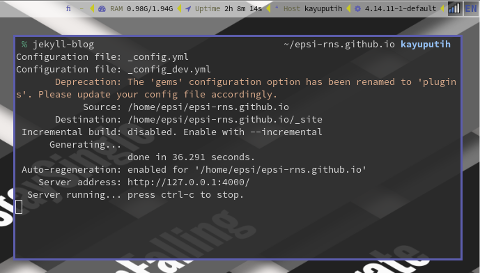 fi ~ RAM 0.98G/1.94G Uptime 2h 8m 14s * Host kayuputih 4.14.11-1-default EN
% jekyll-blog ~/epsi-rns.github.io kayuputih
Configuration file: _config.yml
Configuration file: _config_dev.yml
Deprecation: The 'gems' configuration option has been renamed to 'plugin
s'. Please update your config file accordingly.
Source: /home/epsi/epsi-rns.github.io
Destination: /home/epsi/epsi-rns.github.io/_site
Incremental build: disabled. Enable with --incremental
Generating...
done in 36.291 seconds.
Auto-regeneration: enabled for '/home/epsi/epsi-rns.github.io'
Server address: http://127.0.0.1:4000/
Server running... press ctrl-c to stop.
Falling